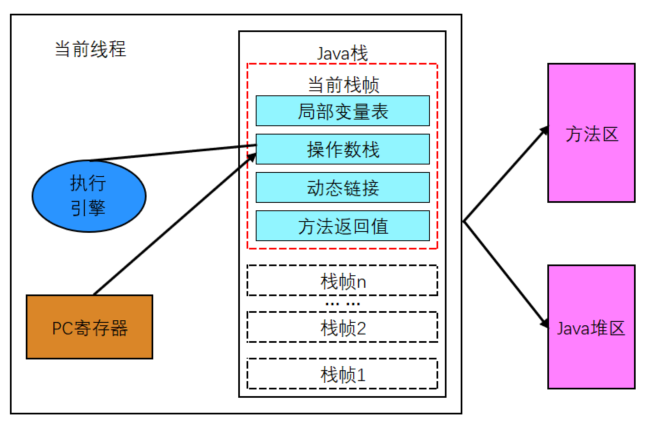 当前线程
Java栈
当前栈帧
局部变量表
操作数栈
动态链接
方法返回值
栈帧n
... ...
栈帧2
栈帧1
执行
引擎
PC寄存器
方法区
Java堆区